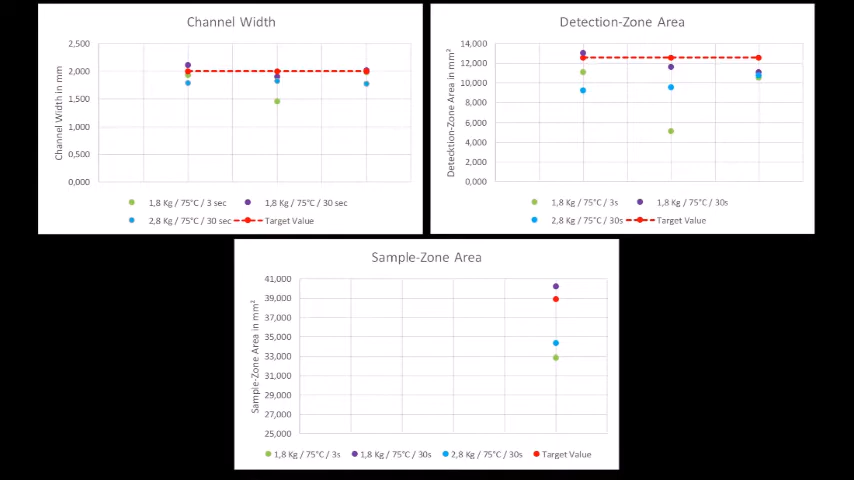 Channel Width
2,500
2,000
1,500
1,000
0,500
0,000
Channel Width in mm
1,8 Kg / 75°C / 3 sec
1,8 Kg / 75°C / 30 sec
2,8 Kg / 75°C / 30 sec
Target Value
Detection-Zone Area
14,000
12,000
10,000
8,000
6,000
4,000
2,000
0,000
Detecktion-Zone Area in mm²
1,8 Kg / 75°C / 3s
1,8 Kg / 75°C / 30s
2,8 Kg / 75°C / 30s
Target Value
Sample-Zone Area
41,000
39,000
37,000
35,000
33,000
31,000
29,000
27,000
25,000
Sample-Zone Area in mm²
1,8 Kg / 75°C / 3s
1,8 Kg / 75°C / 30s
2,8 Kg / 75°C / 30s
Target Value